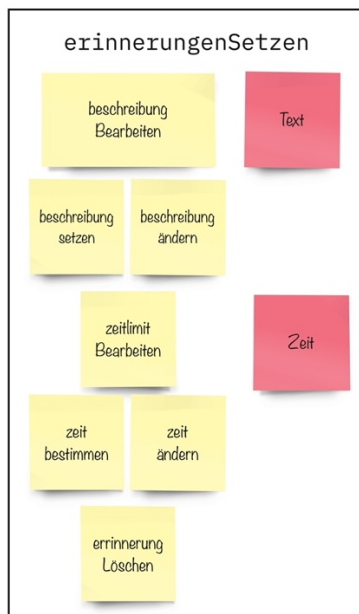 erinnerungenSetzen
beschreibung
Bearbeiten
Text
beschreibung
setzen
beschreibung
ändern
zeitlimit
Bearbeiten
Zeit
zeit
bestimmen
zeit
ändern
errinnerung
Löschen